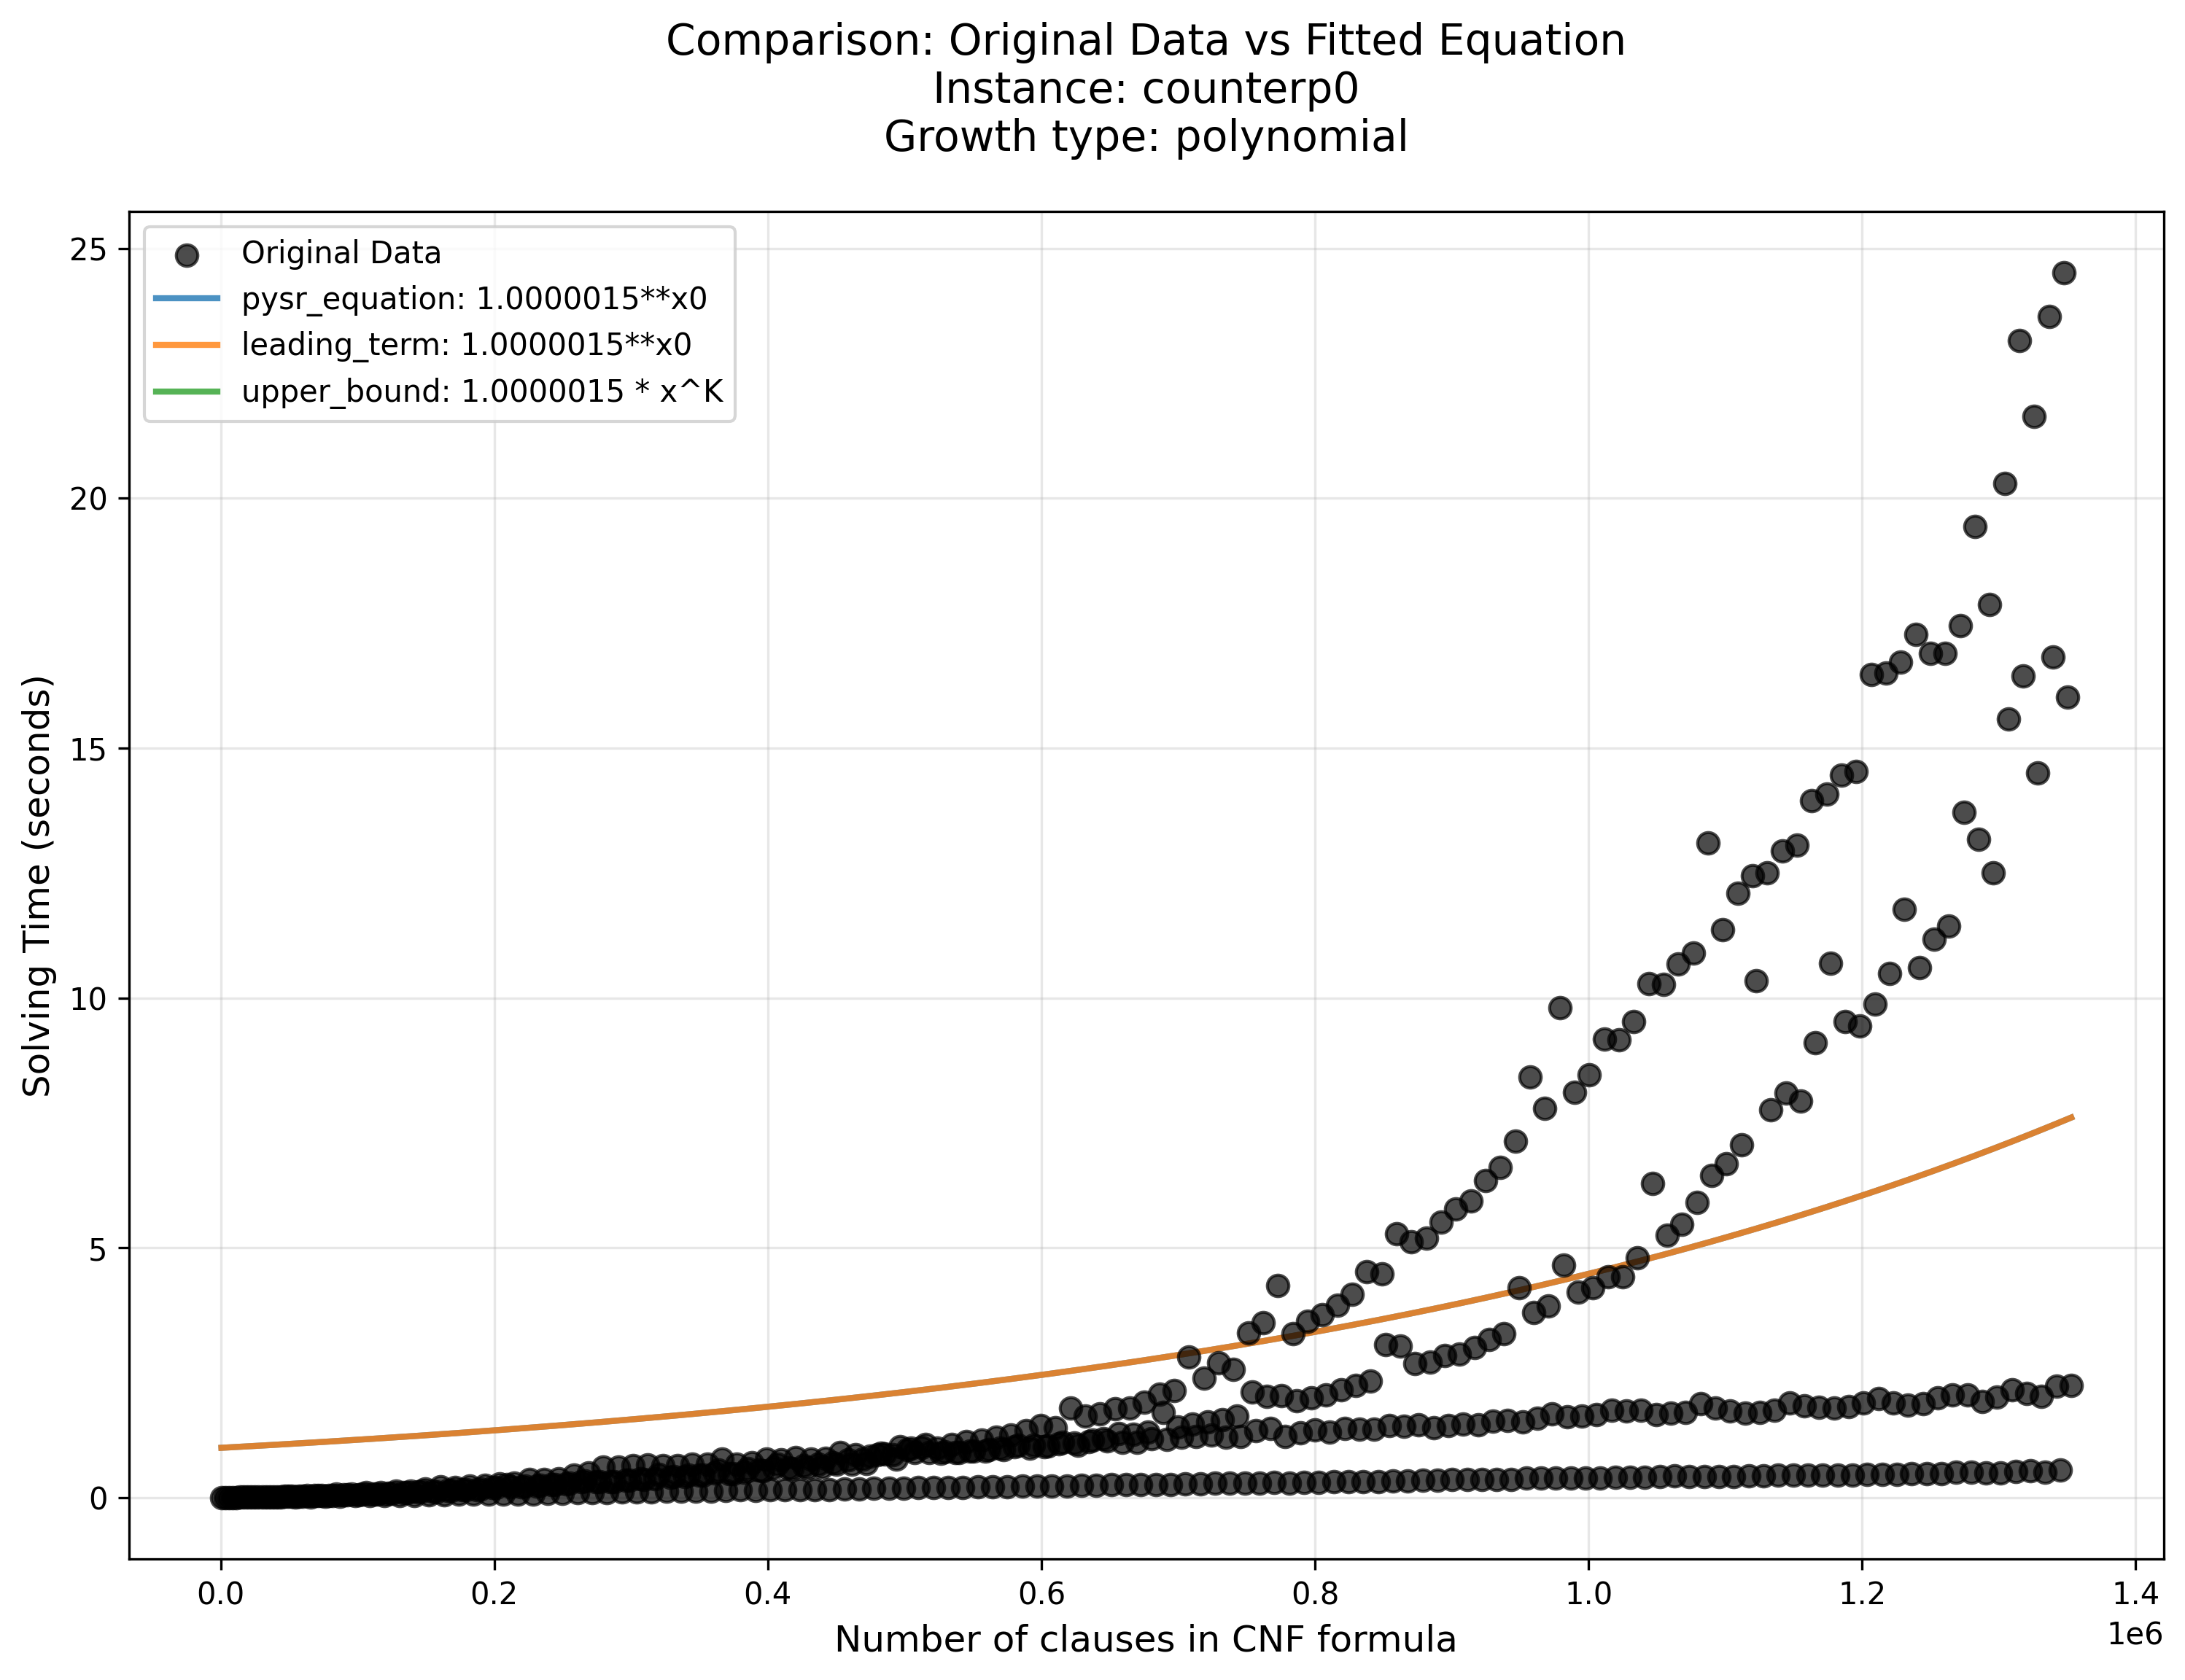 Comparison: Original Data vs Fitted Equation
Instance: counterp0
Growth type: polynomial
Original Data
pysr_equation: 1.0000015**x0
leading_term: 1.0000015**x0
upper_bound: 1.0000015 * x^K
Solving Time (seconds)
25
20
15
10
5
0
0.0 0.2 0.4 0.6 0.8 1.0 1.2 1.4
1e6
Number of clauses in CNF formula